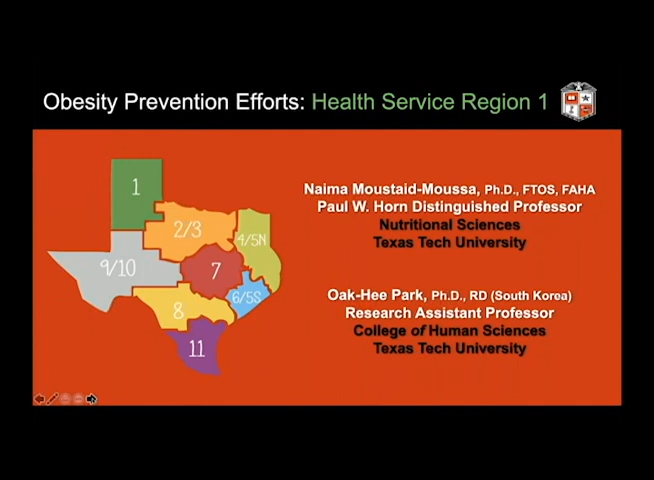 Obesity Prevention Efforts: Health Service Region 1
1
2/3
4/5N
9/10
7
6/5S
8
11
Naima Moustaid-Moussa, Ph.D., FTOS, FAHA
Paul W. Horn Distinguished Professor
Nutritional Sciences
Texas Tech University
Oak-Hee Park, Ph.D., RD (South Korea)
Research Assistant Professor
College of Human Sciences
Texas Tech University